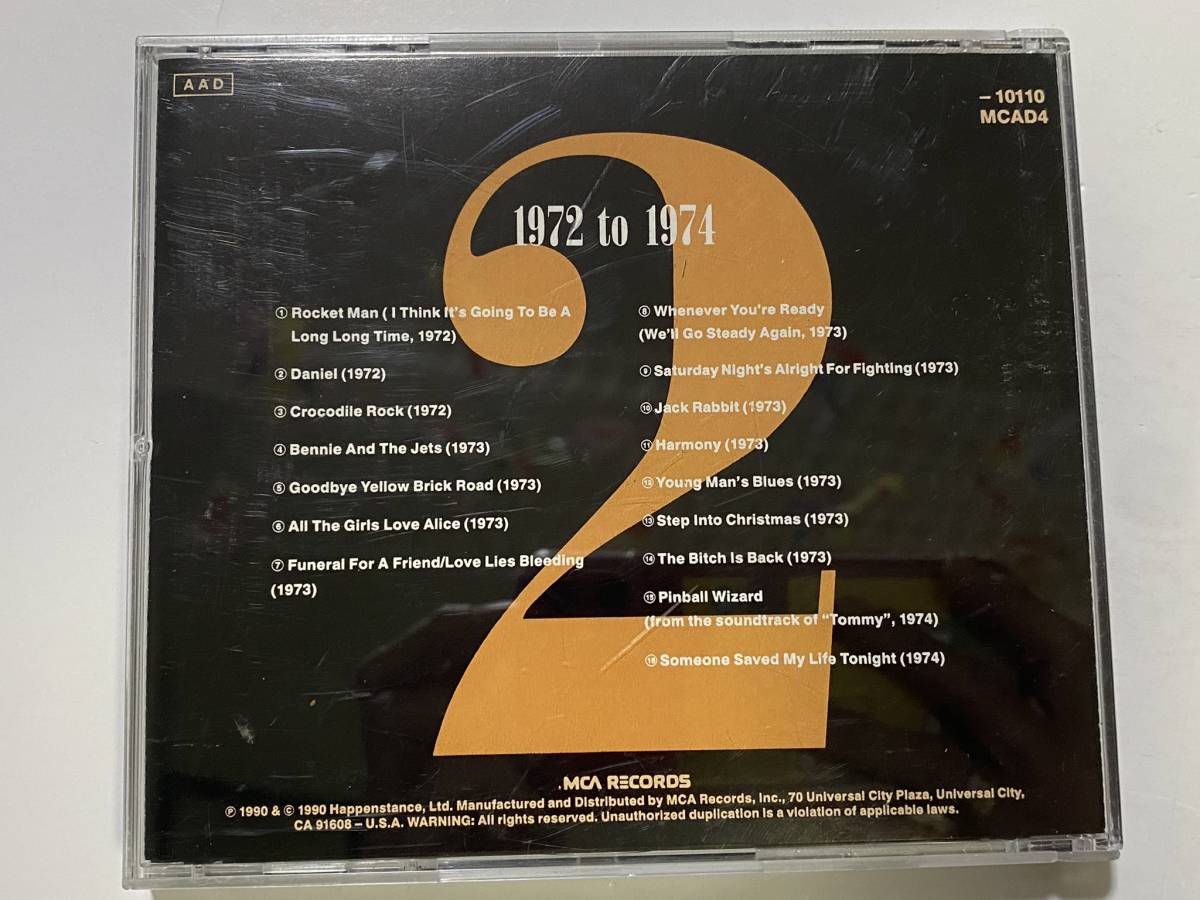 AAD
– 10110
MCAD4
2
1972 to 1974
① Rocket Man ( I Think It's Going To Be A
Long Long Time, 1972)
② Daniel (1972)
③ Crocodile Rock (1972)
④ Bennie And The Jets (1973)
⑤ Goodbye Yellow Brick Road (1973)
⑥ All The Girls Love Alice (1973)
⑦ Funeral For A Friend/Love Lies Bleeding
(1973)
⑧ Whenever You're Ready
(We'll Go Steady Again, 1973)
⑨ Saturday Night's Alright For Fighting (1973)
⑩ Jack Rabbit (1973)
⑪ Harmony (1973)
⑫ Young Man's Blues (1973)
⑬ Step Into Christmas (1973)
⑭ The Bitch Is Back (1973)
⑮ Pinball Wizard
(from the soundtrack of "Tommy", 1974)
⑯ Someone Saved My Life Tonight (1974)
.MCA RECORDS
℗ 1990 & © 1990 Happenstance, Ltd. Manufactured and Distributed by MCA Records, Inc., 70 Universal City Plaza, Universal City,
CA 91608 – U.S.A. WARNING: All rights reserved. Unauthorized duplication is a violation of applicable laws.